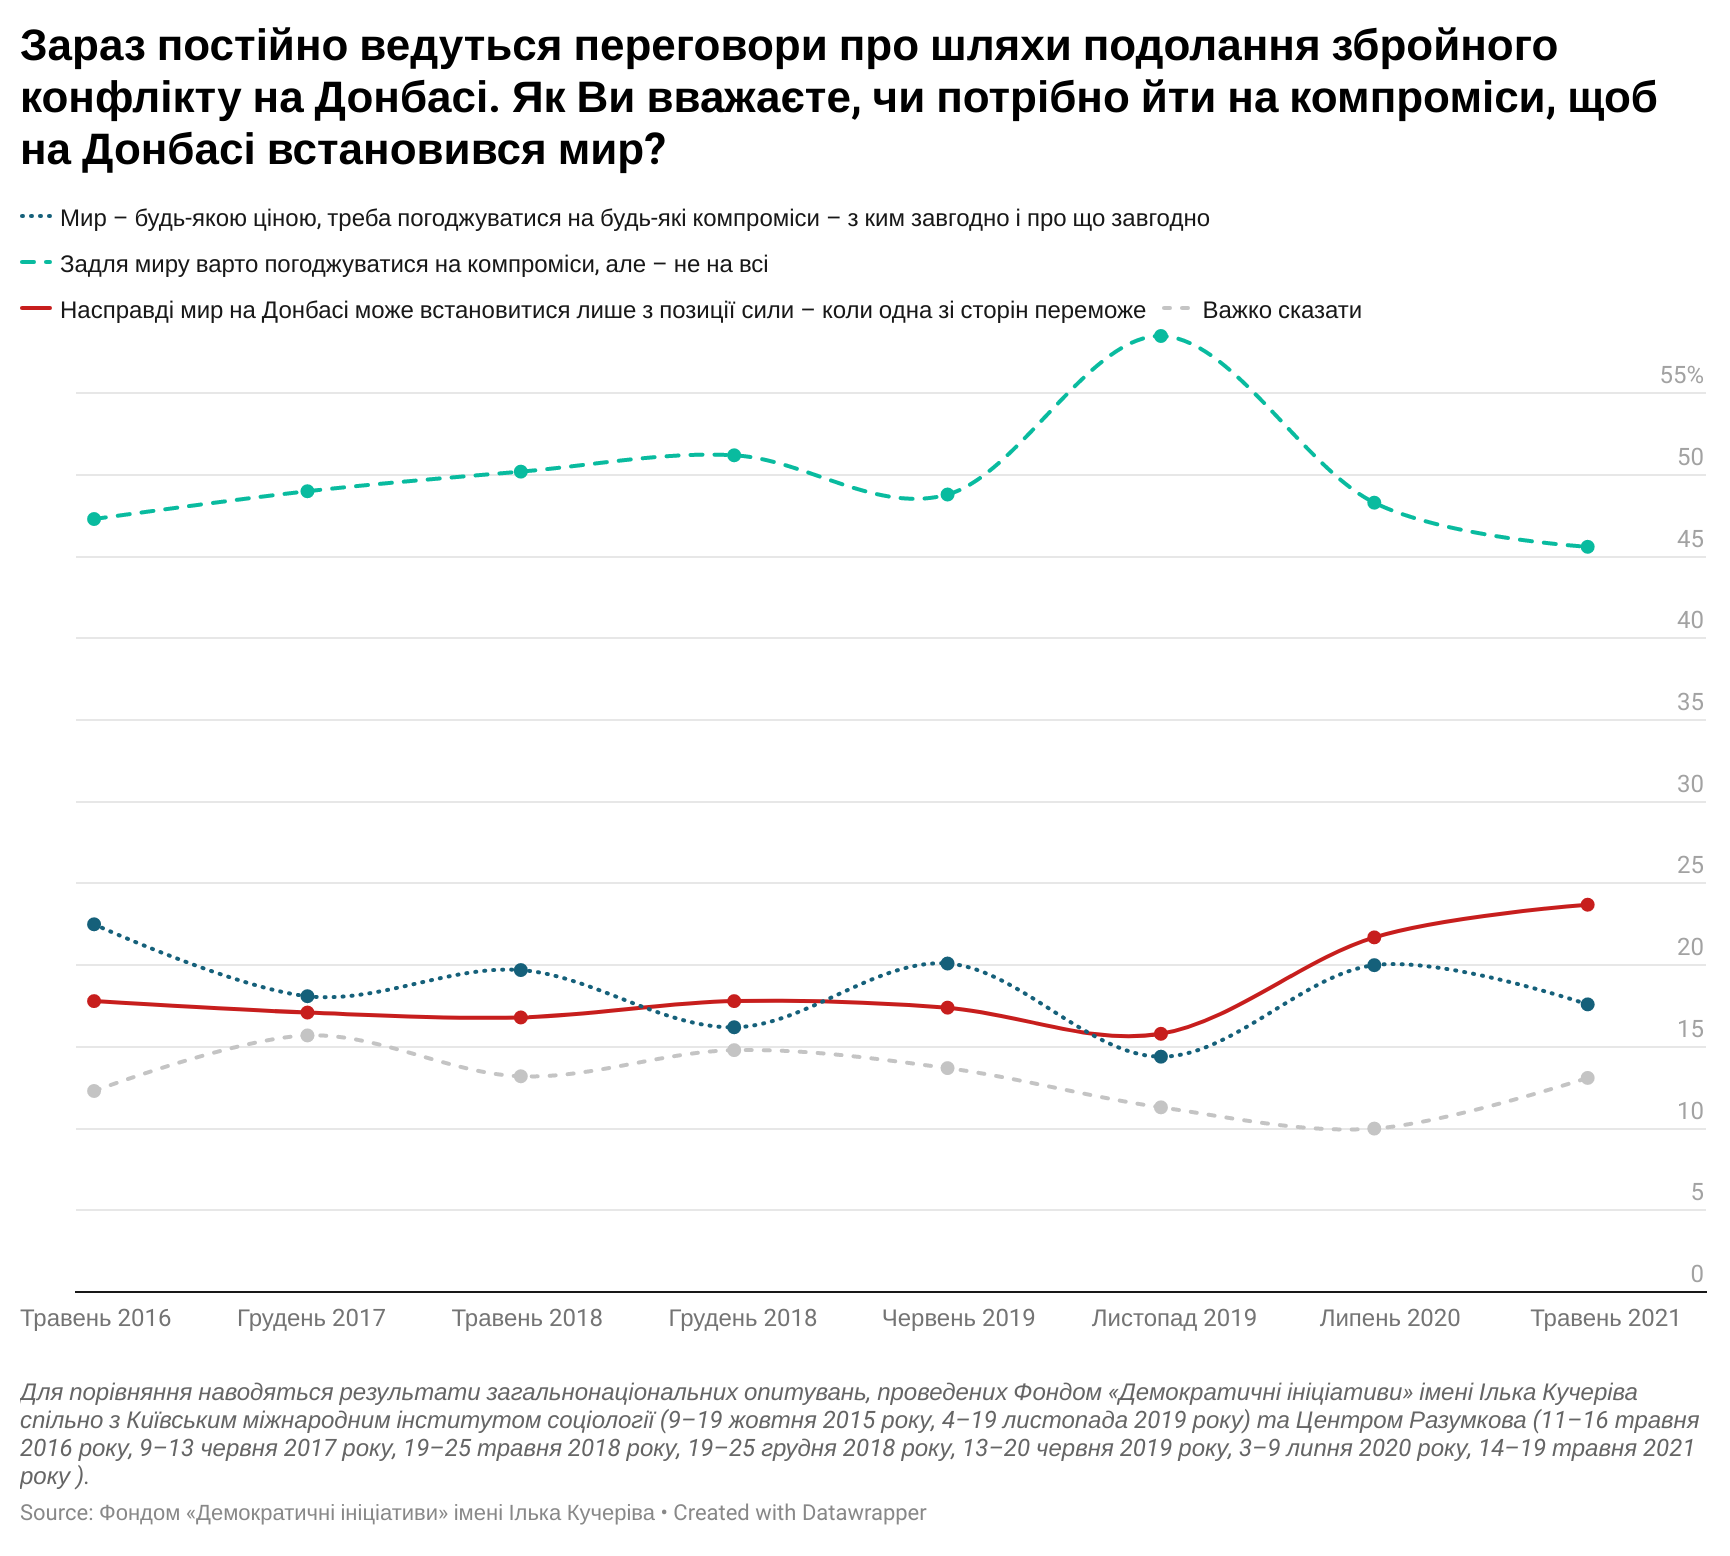 Зараз постійно ведуться переговори про шляхи подолання збройного
конфлікту на Донбасі. Як Ви вважаєте, чи потрібно йти на компроміси, щоб
на Донбасі встановився мир?
Мир – будь-якою ціною, треба погоджуватися на будь-які компроміси – з ким завгодно і про що завгодно
Задля миру варто погоджуватися на компроміси, але – не на всі
Насправді мир на Донбасі може встановитися лише з позиції сили – коли одна зі сторін переможе Важко сказати
55%
50
45
40
35
30
25
20
15
10
5
0
Травень 2016 Грудень 2017 Травень 2018 Грудень 2018 Червень 2019 Листопад 2019 Липень 2020 Травень 2021
Для порівняння наводяться результати загальнонаціональних опитувань, проведених Фондом «Демократичні ініціативи» імені Ілька Кучеріва
спільно з Київським міжнародним інститутом соціології (9–19 жовтня 2015 року, 4–19 листопада 2019 року) та Центром Разумкова (11–16 травня
2016 року, 9–13 червня 2017 року, 19–25 травня 2018 року, 19–25 грудня 2018 року, 13–20 червня 2019 року, 3–9 липня 2020 року, 14–19 травня 2021
року ).
Source: Фондом «Демократичні ініціативи» імені Ілька Кучеріва • Created with Datawrapper